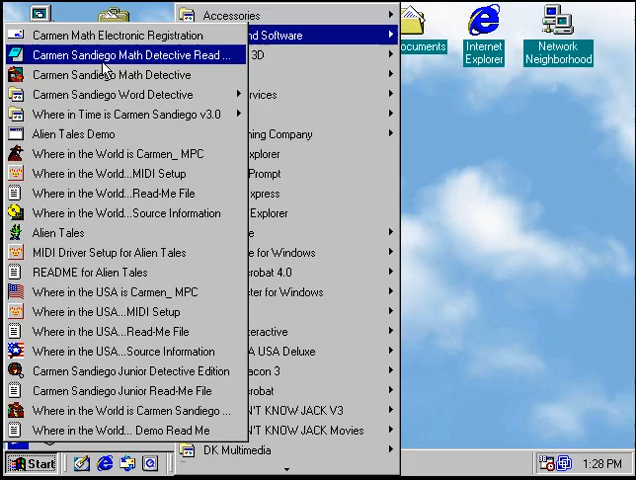 Accessories
nd Software
3D
rvices
ning Company
xplorer
Prompt
xpress
Explorer
e
e for Windows
robat 4.0
ter for Windows
eractive
A USA Deluxe
acon 3
robat
N'T KNOW JACK V3
N'T KNOW JACK Movies
DK Multimedia
Carmen Math Electronic Registration
Carmen Sandiego Math Detective Read ...
Carmen Sandiego Math Detective
Carmen Sandiego Word Detective
Where in Time is Carmen Sandiego v3.0
Alien Tales Demo
Where in the World is Carmen_ MPC
Where in the World...MIDI Setup
Where in the World...Read-Me File
Where in the World...Source Information
Alien Tales
MIDI Driver Setup for Alien Tales
README for Alien Tales
Where in the USA is Carmen_ MPC
Where in the USA...MIDI Setup
Where in the USA...Read-Me File
Where in the USA...Source Information
Carmen Sandiego Junior Detective Edition
Carmen Sandiego Junior Read-Me File
Where in the World is Carmen Sandiego ...
Where in the World... Demo Read Me
ocuments
Internet
Explorer
Network
Neighborhood
Start
1:28 PM